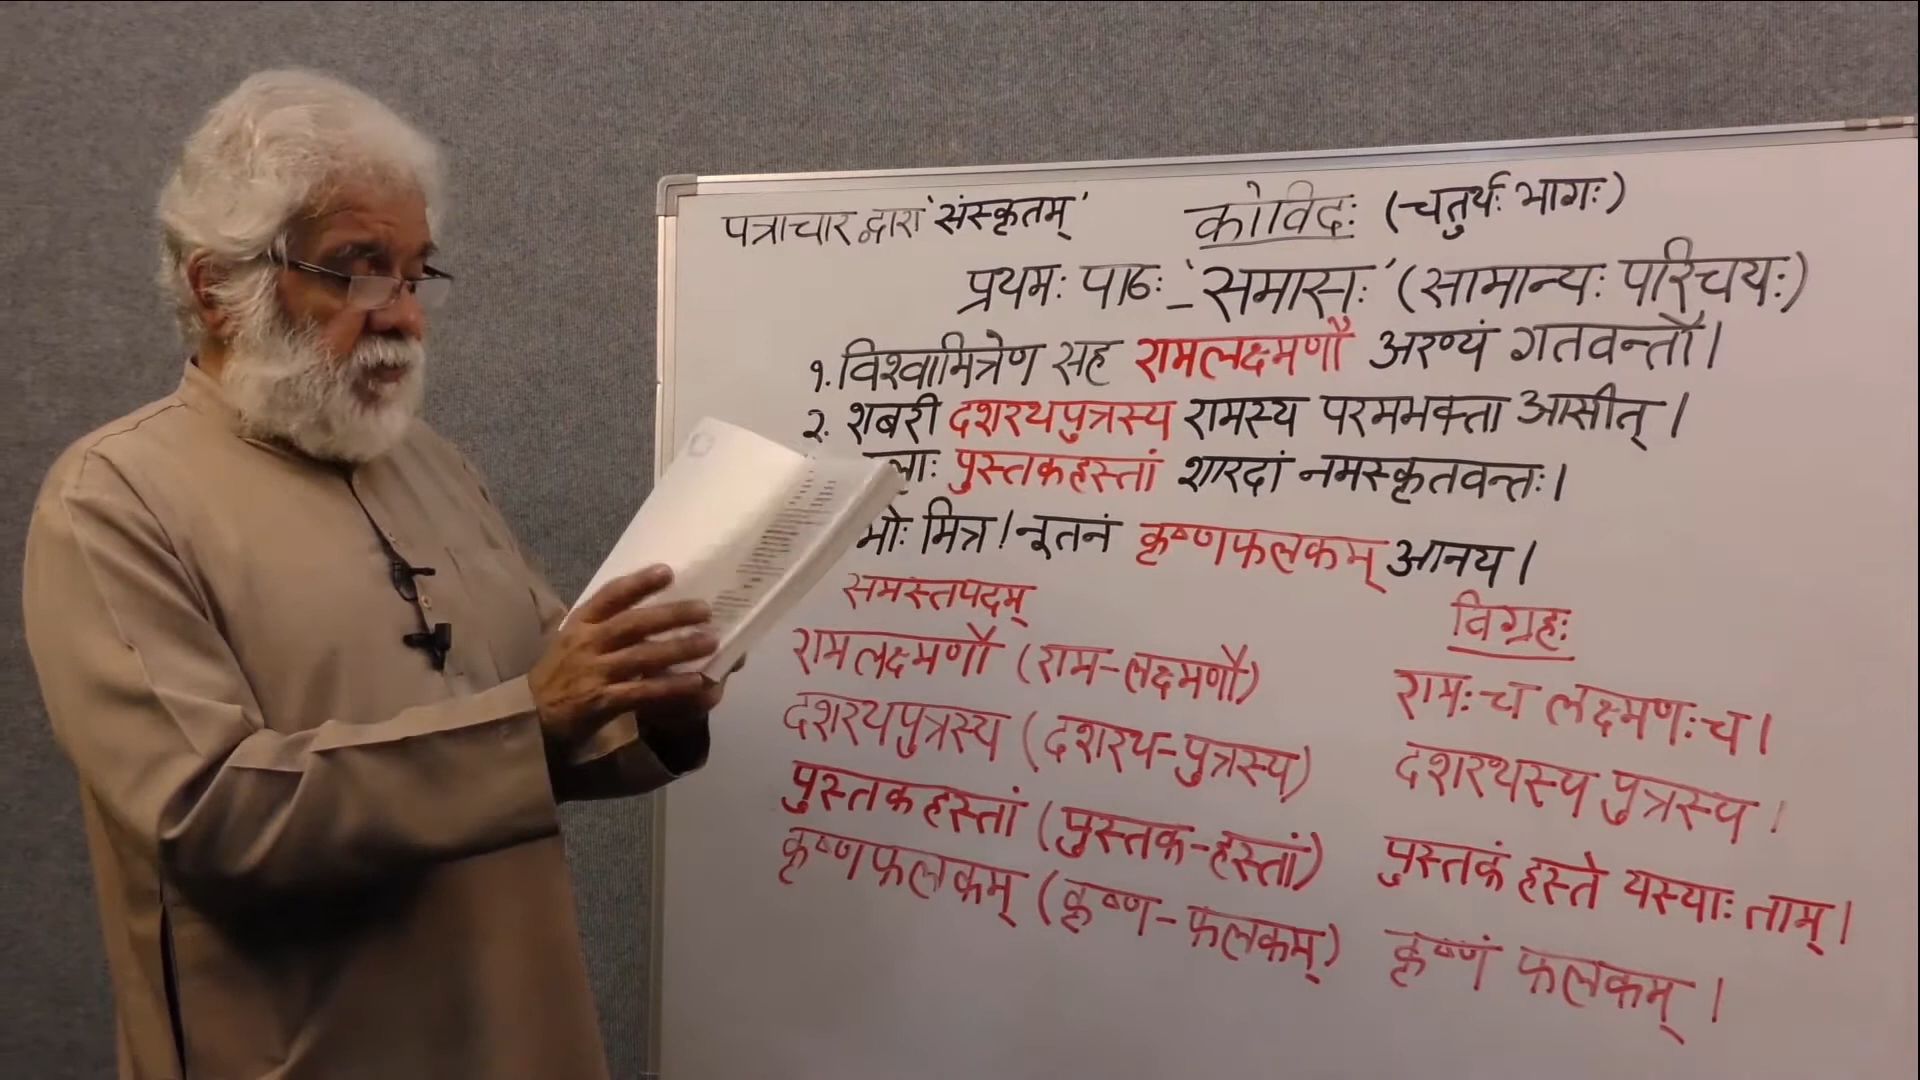 पत्राचार द्वारा 'संस्कृतम्' कोविदः (चतुर्थः भागः)
प्रथमः पाठः - 'समासः' (सामान्यः परिचयः)
१. विश्वामित्रेण सह रामलक्ष्मणौ अरण्यं गतवन्तौ।
२. शबरी दशरथपुत्रस्य रामस्य परमभक्ता आसीत्।
पुस्तकहस्तां शारदां नमस्कृतवन्तः।
भोः मित्र! नूतनं कृष्णफलकम् आनय।
समस्तपदम् विग्रहः
रामलक्ष्मणौ (राम-लक्ष्मणौ) रामः च लक्ष्मणः च।
दशरथपुत्रस्य (दशरथ-पुत्रस्य) दशरथस्य पुत्रस्य।
पुस्तकहस्तां (पुस्तक-हस्तां) पुस्तकं हस्ते यस्याः ताम्।
कृष्णफलकम् (कृष्ण-फलकम्) कृष्णं फलकम्।